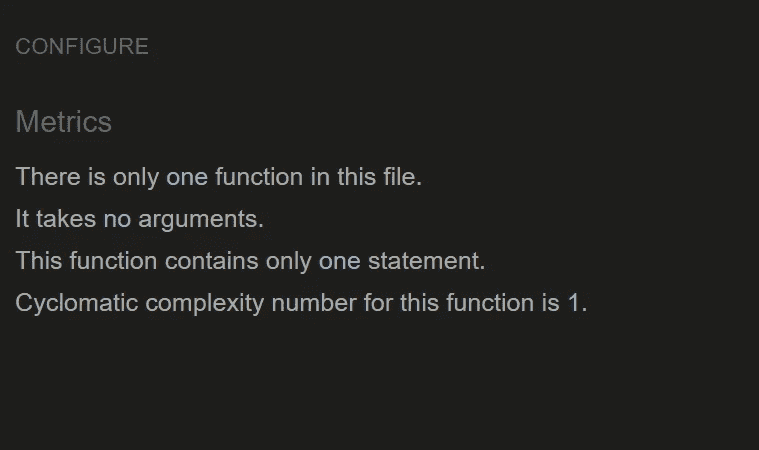 CONFIGURE
Metrics
There is only one function in this file.
It takes no arguments.
This function contains only one statement.
Cyclomatic complexity number for this function is 1.